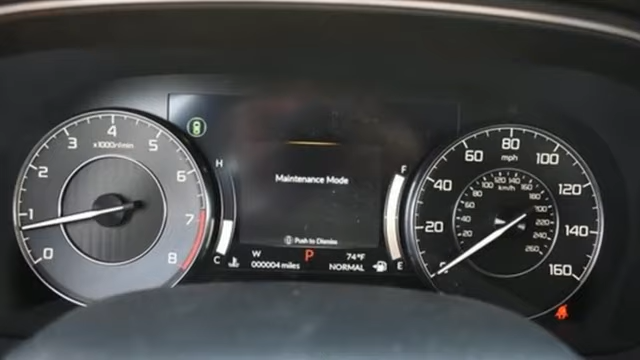 x1000r/min
0
1
2
3
4
5
6
7
8
H
C
Maintenance Mode
Push to Dismiss
W
000004 miles
P
74°F
NORMAL
F
E
mph
0
20
40
60
80
100
120
140
160
km/h
20
40
60
80
100
120
140
160
180
200
220
240
260